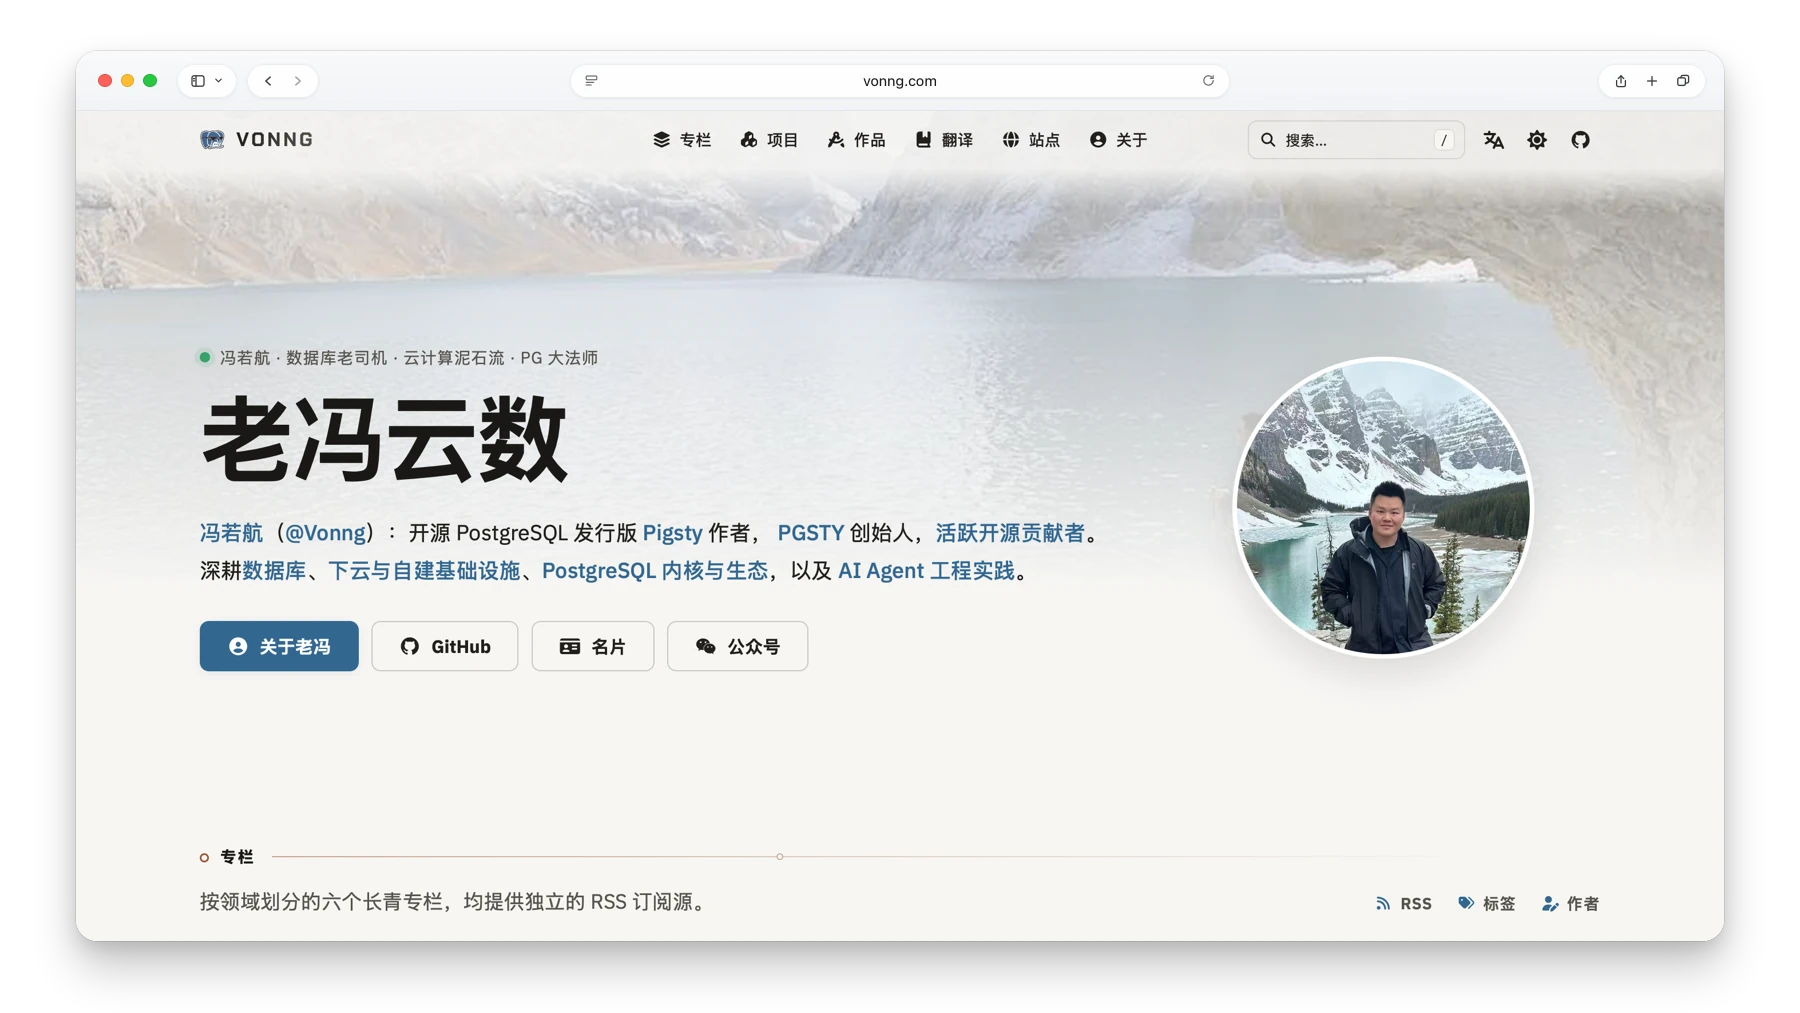 vonng.com
VONNG
专栏
项目
作品
翻译
站点
关于
搜索...
/
冯若航 · 数据库老司机 · 云计算泥石流 · PG 大法师
老冯云数
冯若航（@Vonng）：开源 PostgreSQL 发行版 Pigsty 作者， PGSTY 创始人，活跃开源贡献者。
深耕数据库、下云与自建基础设施、PostgreSQL 内核与生态，以及 AI Agent 工程实践。
关于老冯
GitHub
名片
公众号
专栏
按领域划分的六个长青专栏，均提供独立的 RSS 订阅源。
RSS
标签
作者